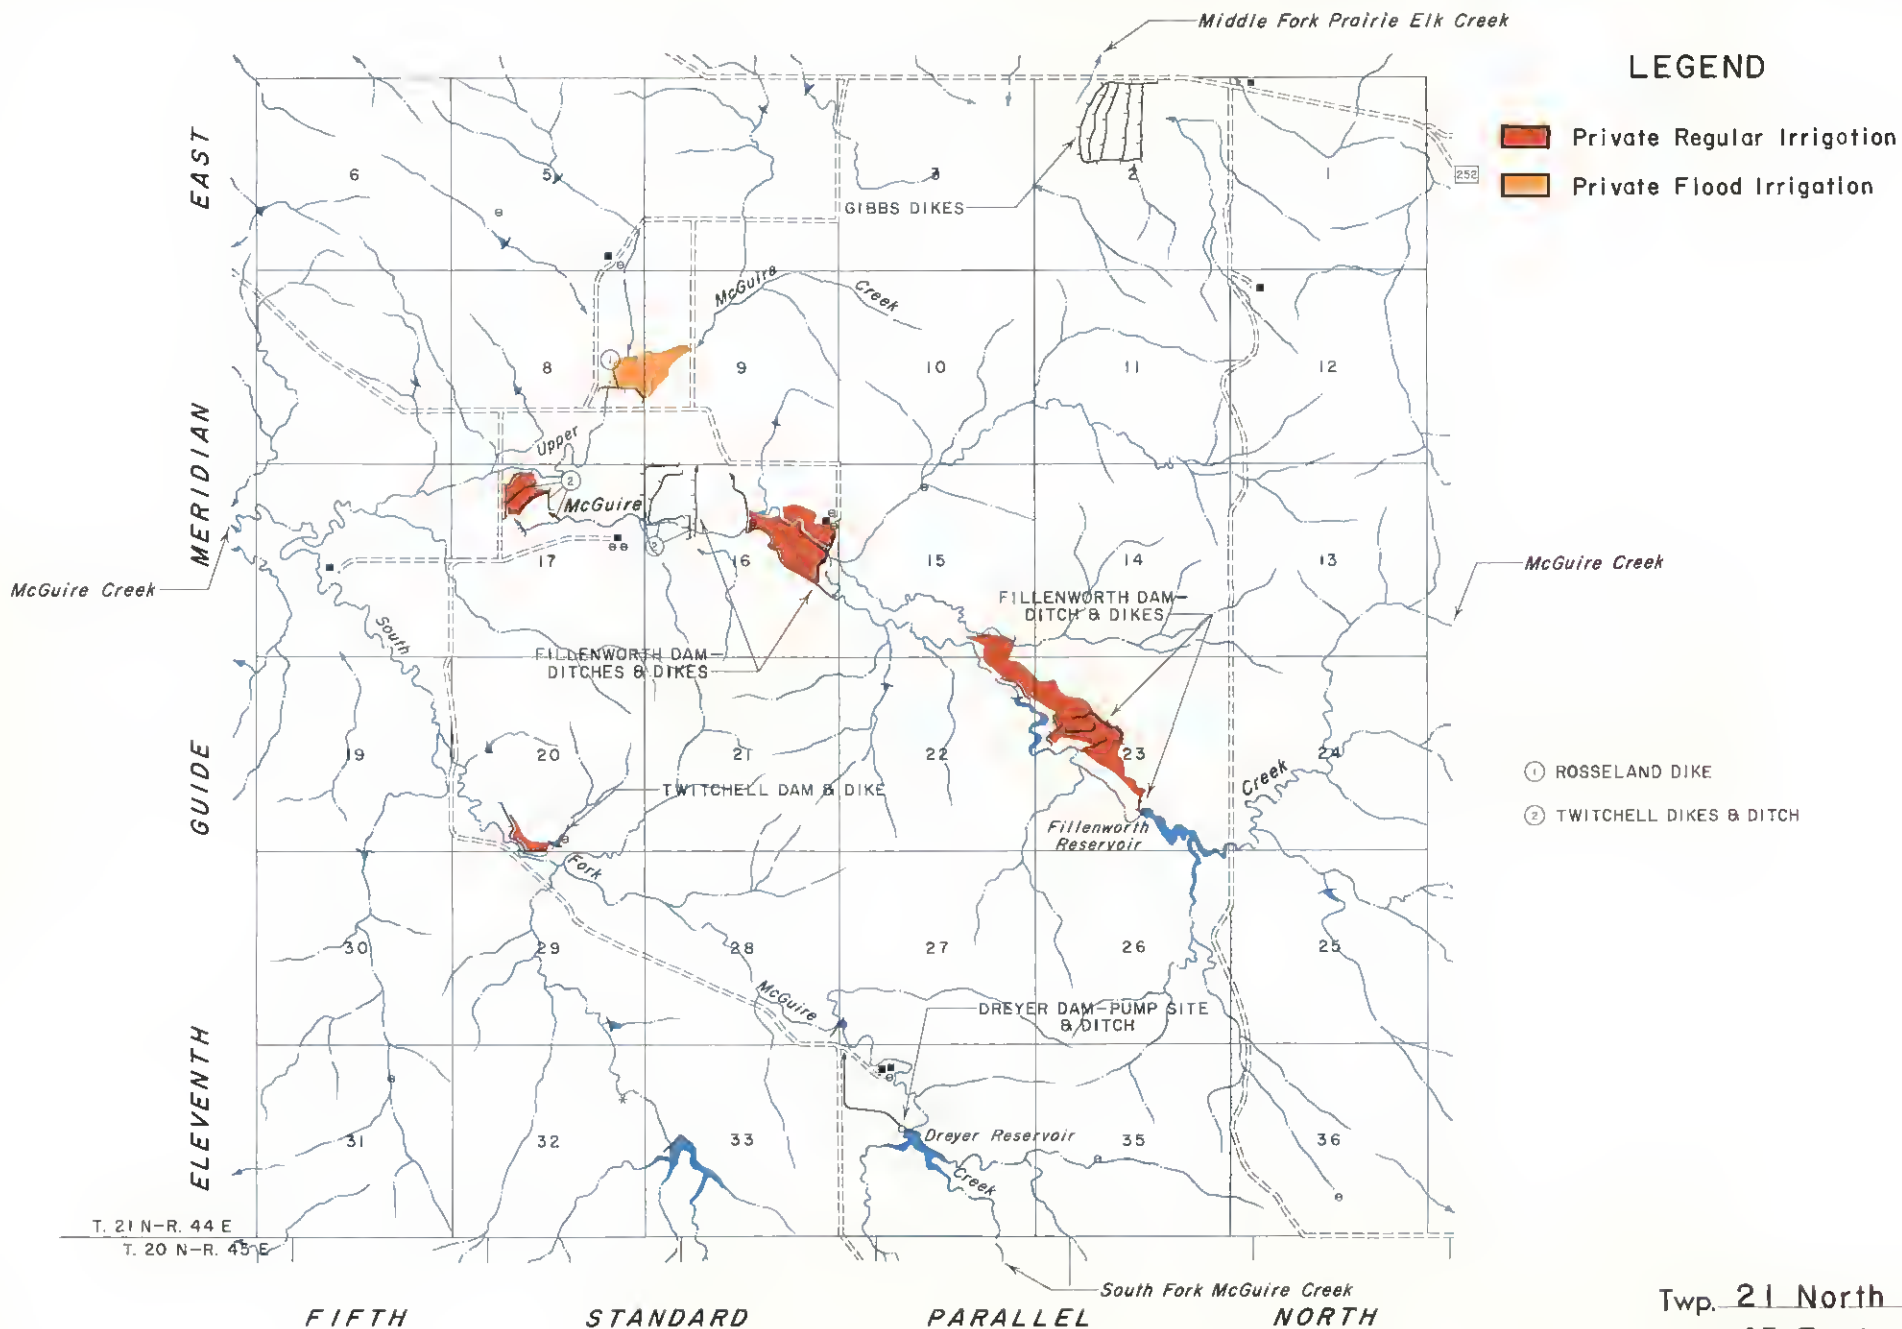 Middle Fork Prairie Elk Creek
LEGEND
Private Regular Irrigation
Private Flood Irrigation
252
EAST
MERIDIAN
GUIDE
ELEVENTH
6
5
3
2
1
GIBBS DIKES
McGuire
Creek
1
8
9
10
11
12
Upper
2
McGuire
2
17
16
15
14
13
McGuire Creek
McGuire Creek
South
FILLENWORTH DAM-
DITCH & DIKES
FILLENWORTH DAM-
DITCHES & DIKES
19
20
21
22
23
24
Creek
TWITCHELL DAM & DIKE
1 ROSSELAND DIKE
2 TWITCHELL DIKES & DITCH
Fillenworth
Reservoir
Fork
30
29
28
27
26
25
McGuire
DREYER DAM-PUMP SITE
& DITCH
31
32
33
Dreyer Reservoir
35
36
Creek
T. 21 N-R. 44 E
T. 20 N-R. 45 E
South Fork McGuire Creek
FIFTH STANDARD PARALLEL NORTH
Twp. 21 North